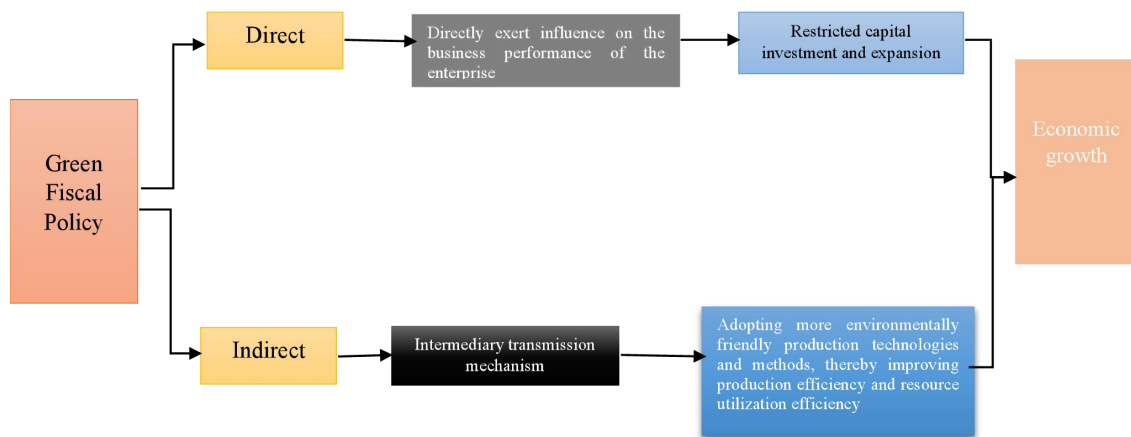 Direct
Directly exert influence on the
business performance of the
enterprise
Restricted capital
investment and expansion
Green
Fiscal
Policy
Economic
growth
Indirect
Intermediary transmission
mechanism
Adopting more environmentally
friendly production technologies
and methods, thereby improving
production efficiency and resource
utilization efficiency